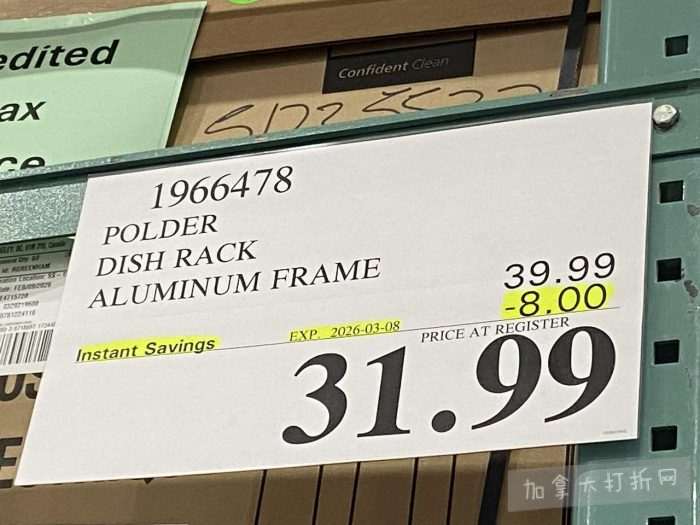 edited
ax
ce
Confident Clean
1966478
POLDER
DISH RACK
ALUMINUM FRAME
39.99
-8.00
Instant Savings
EXP. 2026-03-08
PRICE AT REGISTER
31.99
加拿大打折网